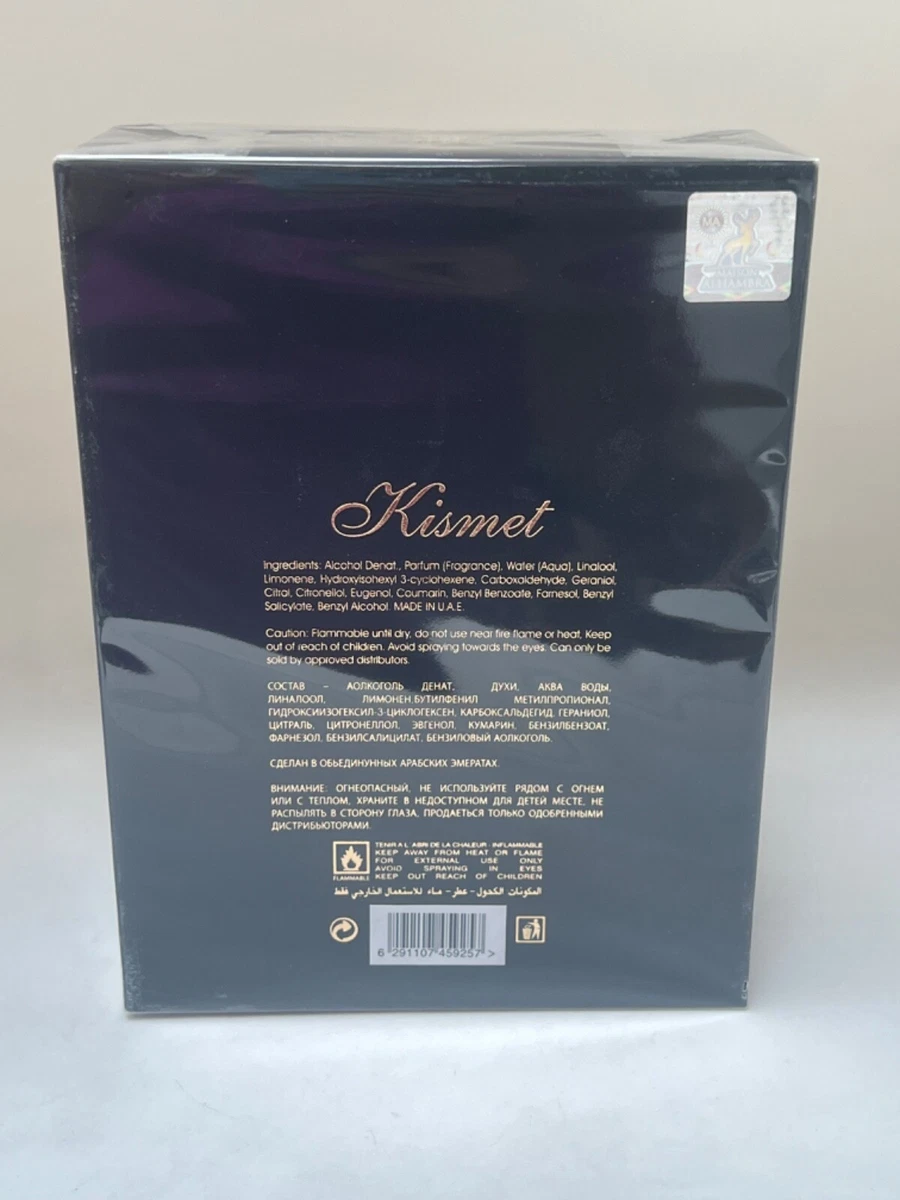 MA
MAISON
ALHAMBRA
Kismet
Ingredients: Alcohol Denat., Parfum (Fragrance), Water (Aqua), Linalool,
Limonene, Hydroxyisohexyl 3-cyclohexene, Carboxaldehyde, Geraniol,
Citral, Citronellol, Eugenol, Coumarin, Benzyl Benzoate, Farnesol, Benzyl
Salicylate, Benzyl Alcohol. MADE IN U.A.E.
Caution: Flammable until dry, do not use near fire flame or heat, Keep
out of reach of children. Avoid spraying towards the eyes. Can only be
sold by approved distributors.
СОСТАВ – АОЛКОГОЛЬ ДЕНАТ, ДУХИ, АКВА ВОДЫ,
ЛИНАЛООЛ, ЛИМОНЕН,БУТИЛФЕНИЛ МЕТИЛПРОПИОНАЛ,
ГИДРОКСИИЗОГЕКСИЛ-3-ЦИКЛОГЕКСЕН, КАРБОКСАЛЬДЕГИД, ГЕРАНИОЛ,
ЦИТРАЛЬ, ЦИТРОНЕЛЛОЛ, ЭВГЕНОЛ, КУМАРИН, БЕНЗИЛБЕНЗОАТ,
ФАРНЕЗОЛ, БЕНЗИЛСАЛИЦИЛАТ, БЕНЗИЛОВЫЙ АОЛКОГОЛЬ.
СДЕЛАН В ОБЬЕДИНУННЫХ АРАБСКИХ ЭМЕРАТАХ.
ВНИМАНИЕ: ОГНЕОПАСНЫЙ, НЕ ИСПОЛЬЗУЙТЕ РЯДОМ С ОГНЕМ
ИЛИ С ТЕПЛОМ, ХРАНИТЕ В НЕДОСТУПНОМ ДЛЯ ДЕТЕЙ МЕСТЕ, НЕ
РАСПЫЛЯТЬ В СТОРОНУ ГЛАЗА, ПРОДАЕТЬСЯ ТОЛЬКО ОДОБРЕННЫМИ
ДИСТРИБЬЮТОРАМИ.
TENIR A L ABRI DE LA CHALEUR · INFLAMMABLE
KEEP AWAY FROM HEAT OR FLAME
FOR EXTERNAL USE ONLY
AVOID SPRAYING IN EYES
KEEP OUT REACH OF CHILDREN
FLAMMABLE
المكونات الكحول- عطر- ماء للاستعمال الخارجي فقط
6 291107 459257 >